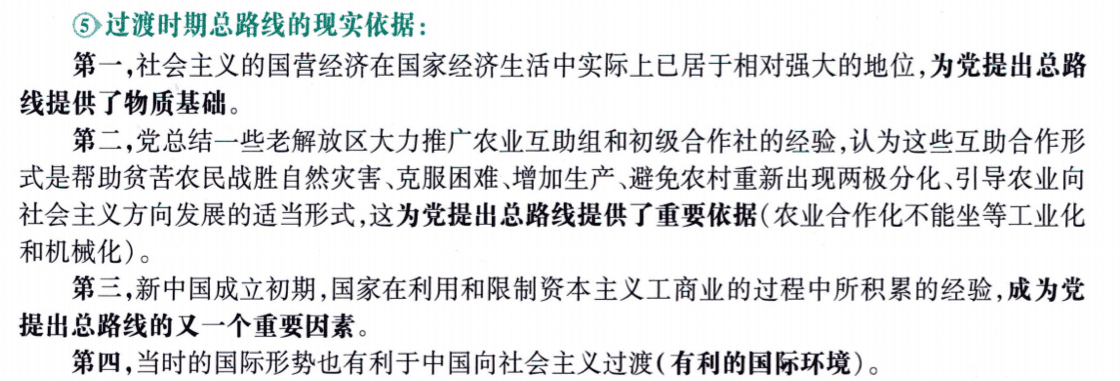 ⑤过渡时期总路线的现实依据：
第一，社会主义的国营经济在国家经济生活中实际上已居于相对强大的地位，为党提出总路
线提供了物质基础。
第二，党总结一些老解放区大力推广农业互助组和初级合作社的经验，认为这些互助合作形
式是帮助贫苦农民战胜自然灾害、克服困难、增加生产、避免农村重新出现两极分化、引导农业向
社会主义方向发展的适当形式，这为党提出总路线提供了重要依据（农业合作化不能坐等工业化
和机械化）。
第三，新中国成立初期，国家在利用和限制资本主义工商业的过程中所积累的经验，成为党
提出总路线的又一个重要因素。
第四，当时的国际形势也有利于中国向社会主义过渡（有利的国际环境）。